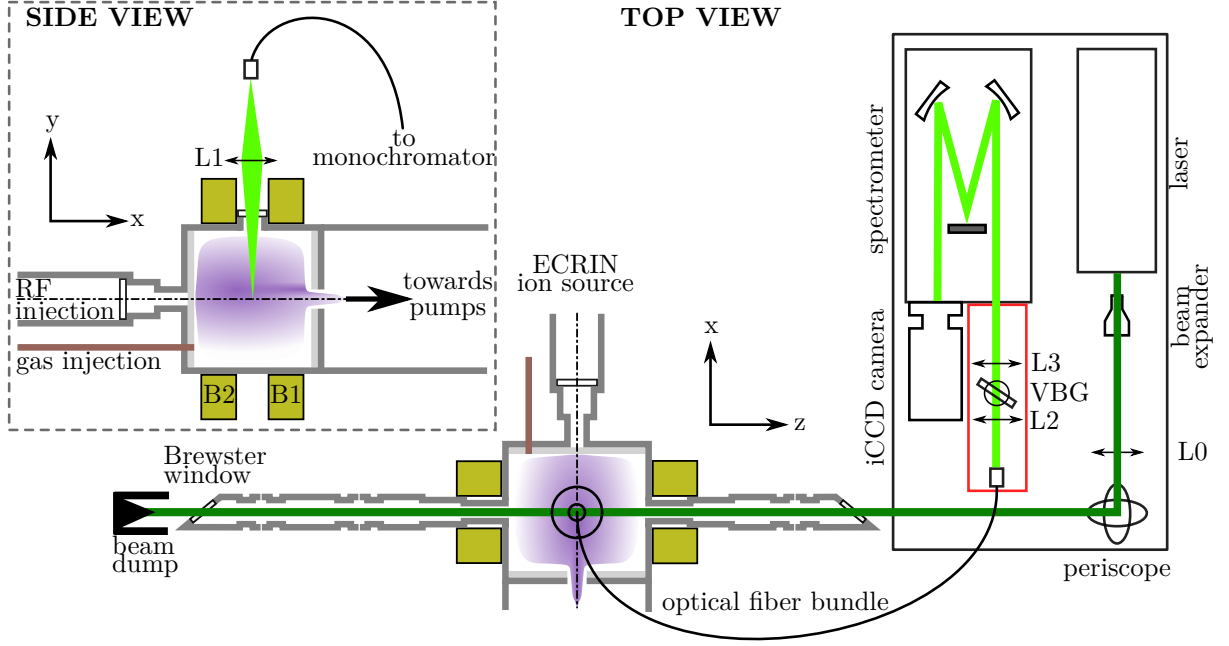 SIDE VIEW
TOP VIEW
y
x
L1
to
monochromator
RF
injection
towards
pumps
gas injection
B2
B1
ECRIN
ion source
x
z
spectrometer
laser
iCCD camera
beam
expander
L3
VBG
L2
L0
Brewster
window
beam
dump
optical fiber bundle
periscope